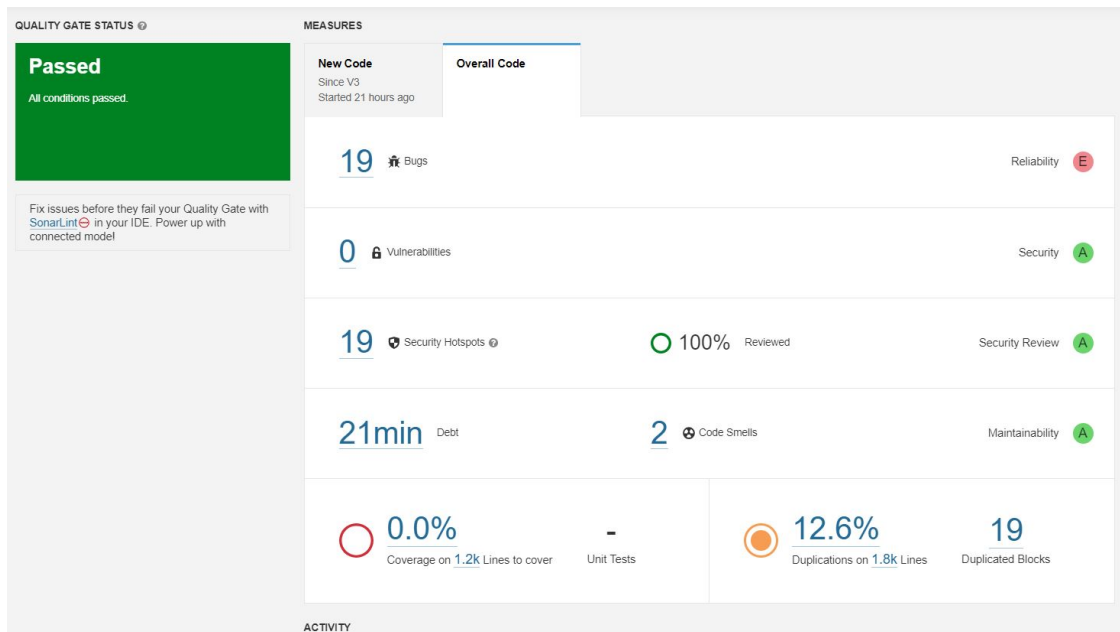 QUALITY GATE STATUS
MEASURES
Passed
All conditions passed.
Fix issues before they fail your Quality Gate with
SonarLint in your IDE. Power up with
connected mode!
New Code
Since V3
Started 21 hours ago
Overall Code
19 Bugs
Reliability E
0 Vulnerabilities
Security A
19 Security Hotspots
100% Reviewed
Security Review A
21min Debt
2 Code Smells
Maintainability A
0.0%
Coverage on 1.2k Lines to cover
-
Unit Tests
12.6%
Duplications on 1.8k Lines
19
Duplicated Blocks
ACTIVITY